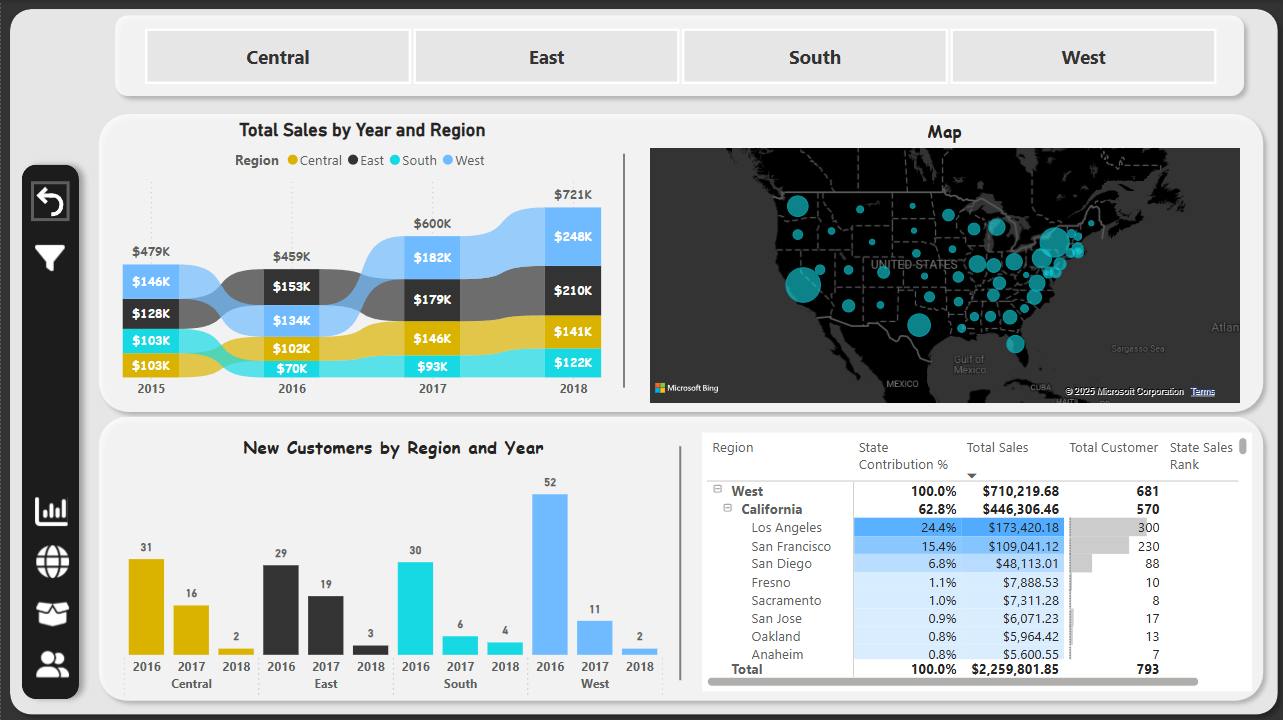 Central East South West
Total Sales by Year and Region
Region Central East South West
$721K
$600K
$479K
$459K
$248K
$182K
$146K
$153K
$210K
$179K
$128K
$134K
$103K
$102K
$146K
$141K
$103K
$70K
$93K
$122K
2015 2016 2017 2018
Map
UNITED STATES
Atlan
Sargasso Sea
Gulf of
Mexico
MEXICO
CUBA
HAITI
Microsoft Bing
© 2025 Microsoft Corporation Terms
New Customers by Region and Year
31 16 2 29 19 3 30 6 4 52 11 2
2016 2017 2018 2016 2017 2018 2016 2017 2018 2016 2017 2018
Central East South West
Region State Total Sales Total Customer State Sales
Contribution % Rank
West 100.0% $710,219.68 681
California 62.8% $446,306.46 570
Los Angeles 24.4% $173,420.18 300
San Francisco 15.4% $109,041.12 230
San Diego 6.8% $48,113.01 88
Fresno 1.1% $7,888.53 10
Sacramento 1.0% $7,311.28 8
San Jose 0.9% $6,071.23 17
Oakland 0.8% $5,964.42 13
Anaheim 0.8% $5,600.55 7
Total 100.0% $2,259,801.85 793